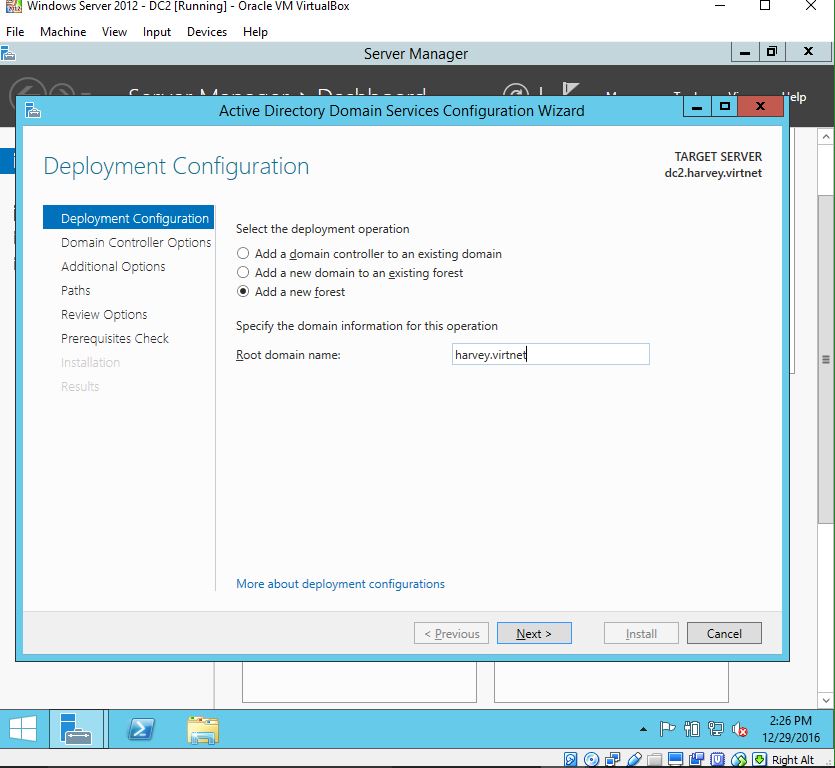 Windows Server 2012 - DC2 [Running] - Oracle VM VirtualBox
File Machine View Input Devices Help
Server Manager
Active Directory Domain Services Configuration Wizard
Deployment Configuration
TARGET SERVER
dc2.harvey.virtnet
Deployment Configuration
Domain Controller Options
Additional Options
Paths
Review Options
Prerequisites Check
Installation
Results
Select the deployment operation
Add a domain controller to an existing domain
Add a new domain to an existing forest
Add a new forest
Specify the domain information for this operation
Root domain name: harvey.virtnet
More about deployment configurations
< Previous Next > Install Cancel
2:26 PM
12/29/2016
Right Alt